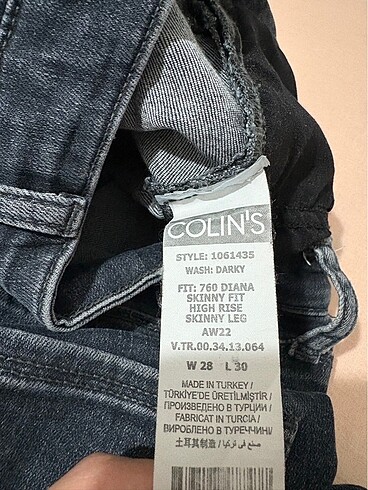 COLIN'S
STYLE: 1061435
WASH: DARKY
FIT: 760 DIANA
SKINNY FIT
HIGH RISE
SKINNY LEG
AW22
V.TR.00.34.13.064
W 28 L 30
MADE IN TURKEY /
TÜRKİYE'DE ÜRETİLMİŞTİR /
ПРОИЗВЕДЕНО В ТУРЦИИ /
FABRICAT IN TURCIA /
ВИРОБЛЕНО В ТУРЕЧЧИНІ/
土耳其制造 / صنع في تركيا